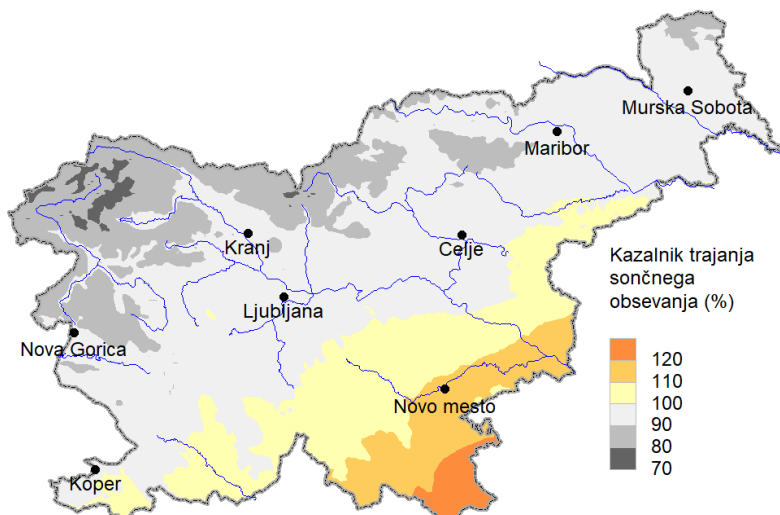 Murska Sobota
Maribor
Kranj
Celje
Kazalnik trajanja
sončnega
obsevanja (%)
Ljubljana
Nova Gorica
120
110
Novo mesto
100
90
80
70
Koper